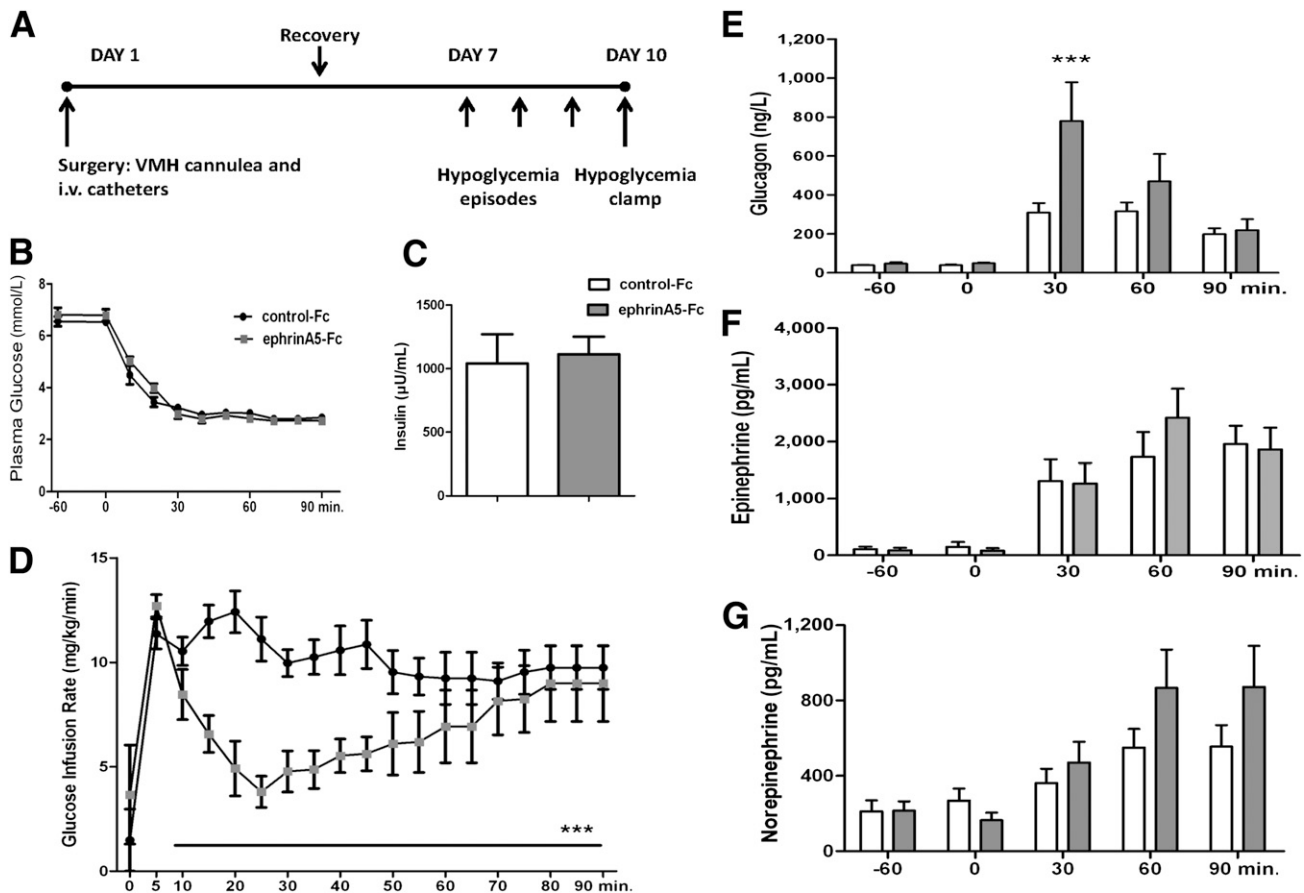 A
DAY 1
Recovery
DAY 7
DAY 10
Surgery: VMH cannulea and
i.v. catheters
Hypoglycemia
episodes
Hypoglycemia
clamp
B
Plasma Glucose (mmol/L)
8
6
4
2
0
-60
0
30
60
90 min.
control-Fc
ephrinA5-Fc
C
control-Fc
ephrinA5-Fc
Insulin (µU/mL)
1500
1000
500
0
D
Glucose Infusion Rate (mg/kg/min)
15
10
5
0
***
0 5 10 20 30 40 50 60 70 80 90 min.
E
Glucagon (ng/L)
1,200
1,000
800
600
400
200
0
***
-60 0 30 60 90 min.
F
Epinephrine (pg/mL)
4,000
3,000
2,000
1,000
0
-60 0 30 60 90 min.
G
Norepinephrine (pg/mL)
1,200
800
400
0
-60 0 30 60 90 min.